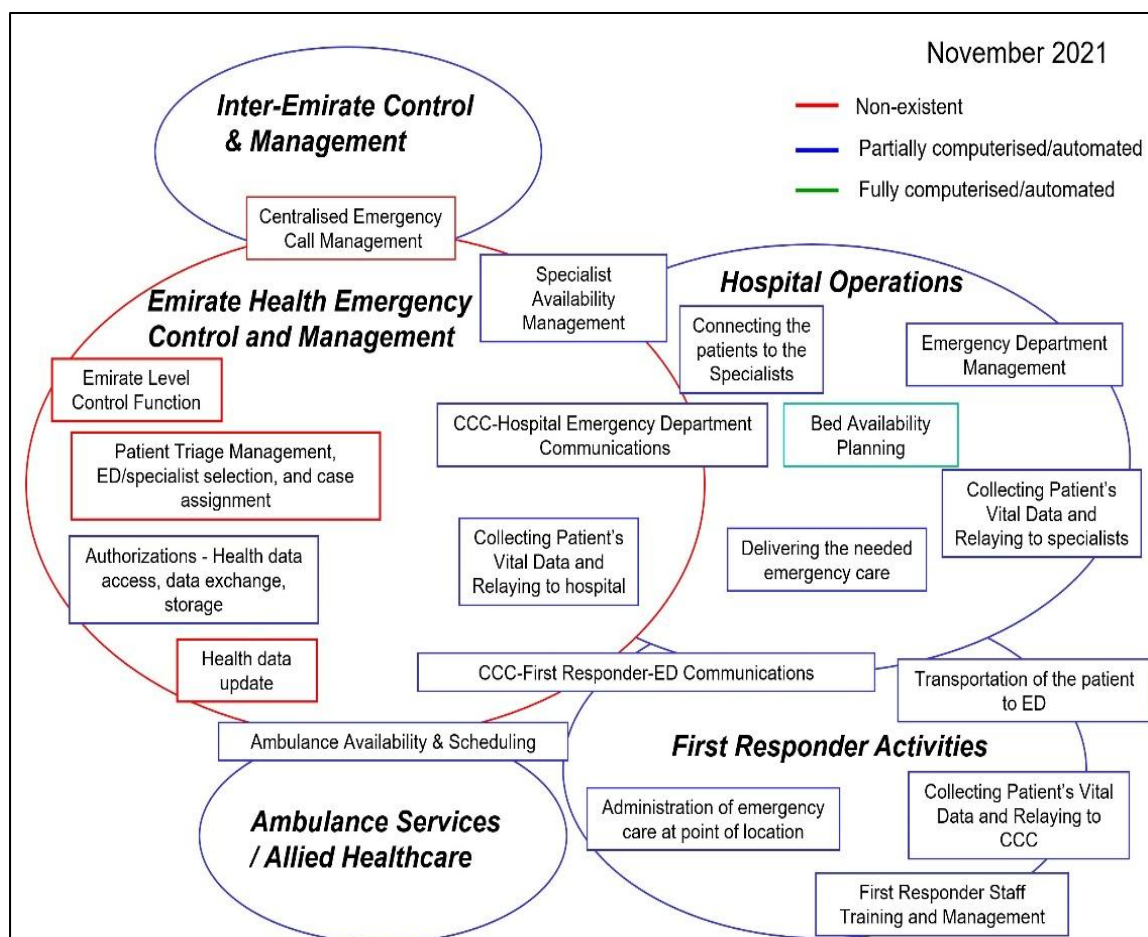 November 2021
Non-existent
Partially computerised/automated
Fully computerised/automated
Inter-Emirate Control
& Management
Centralised Emergency
Call Management
Emirate Health Emergency
Control and Management
Specialist
Availability
Management
Hospital Operations
Connecting the
patients to the
Specialists
Emergency Department
Management
Emirate Level
Control Function
CCC-Hospital Emergency Department
Communications
Bed Availability
Planning
Patient Triage Management,
ED/specialist selection, and case
assignment
Collecting Patient's
Vital Data and
Relaying to specialists
Authorizations - Health data
access, data exchange,
storage
Collecting Patient's
Vital Data and
Relaying to hospital
Delivering the needed
emergency care
Health data
update
CCC-First Responder-ED Communications
Transportation of the patient
to ED
Ambulance Availability & Scheduling
First Responder Activities
Ambulance Services
/ Allied Healthcare
Administration of emergency
care at point of location
Collecting Patient's Vital
Data and Relaying to
CCC
First Responder Staff
Training and Management